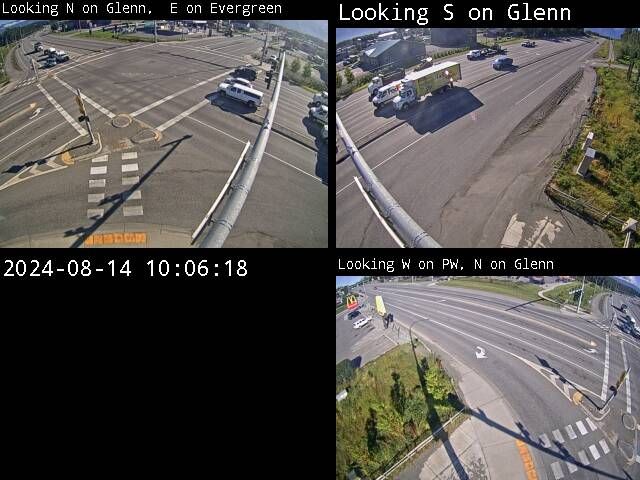 Looking N on Glenn, E on Evergreen
Looking S on Glenn
2024-08-14 10:06:18
Looking W on PW, N on Glenn